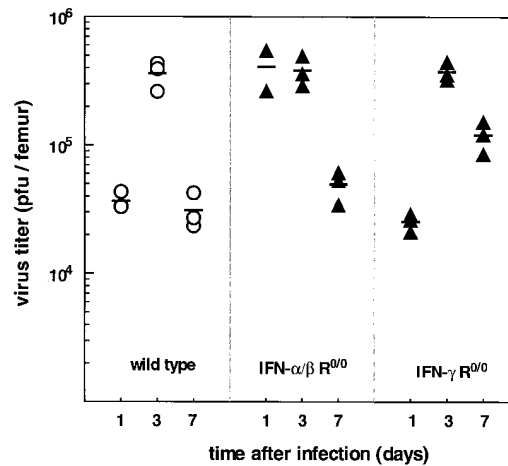 virus titer (pfu / femur)
10⁶
10⁵
10⁴
wild type
IFN-α/β R⁰/⁰
IFN-γ R⁰/⁰
1 3 7 1 3 7 1 3 7
time after infection (days)